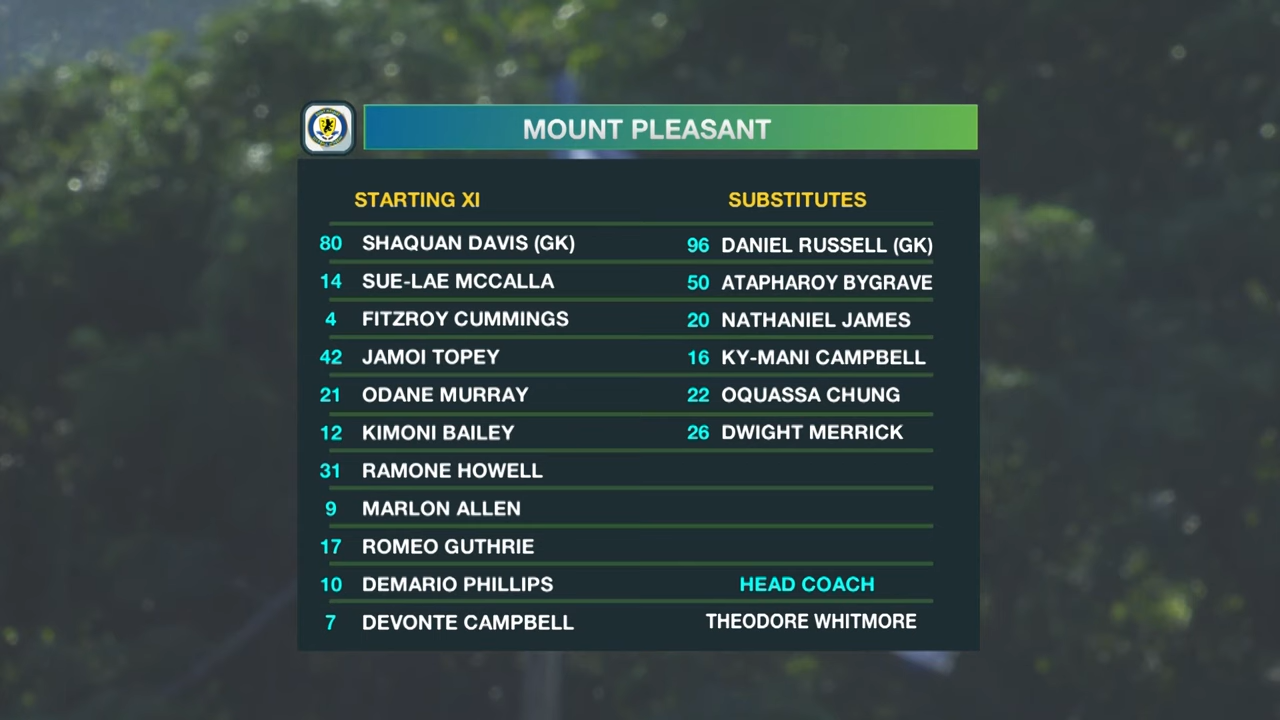 MOUNT PLEASANT
STARTING XI
80 SHAQUAN DAVIS (GK)
14 SUE-LAE MCCALLA
4 FITZROY CUMMINGS
42 JAMOI TOPEY
21 ODANE MURRAY
12 KIMONI BAILEY
31 RAMONE HOWELL
9 MARLON ALLEN
17 ROMEO GUTHRIE
10 DEMARIO PHILLIPS
7 DEVONTE CAMPBELL
SUBSTITUTES
96 DANIEL RUSSELL (GK)
50 ATAPHAROY BYGRAVE
20 NATHANIEL JAMES
16 KY-MANI CAMPBELL
22 OQUASSA CHUNG
26 DWIGHT MERRICK
HEAD COACH
THEODORE WHITMORE